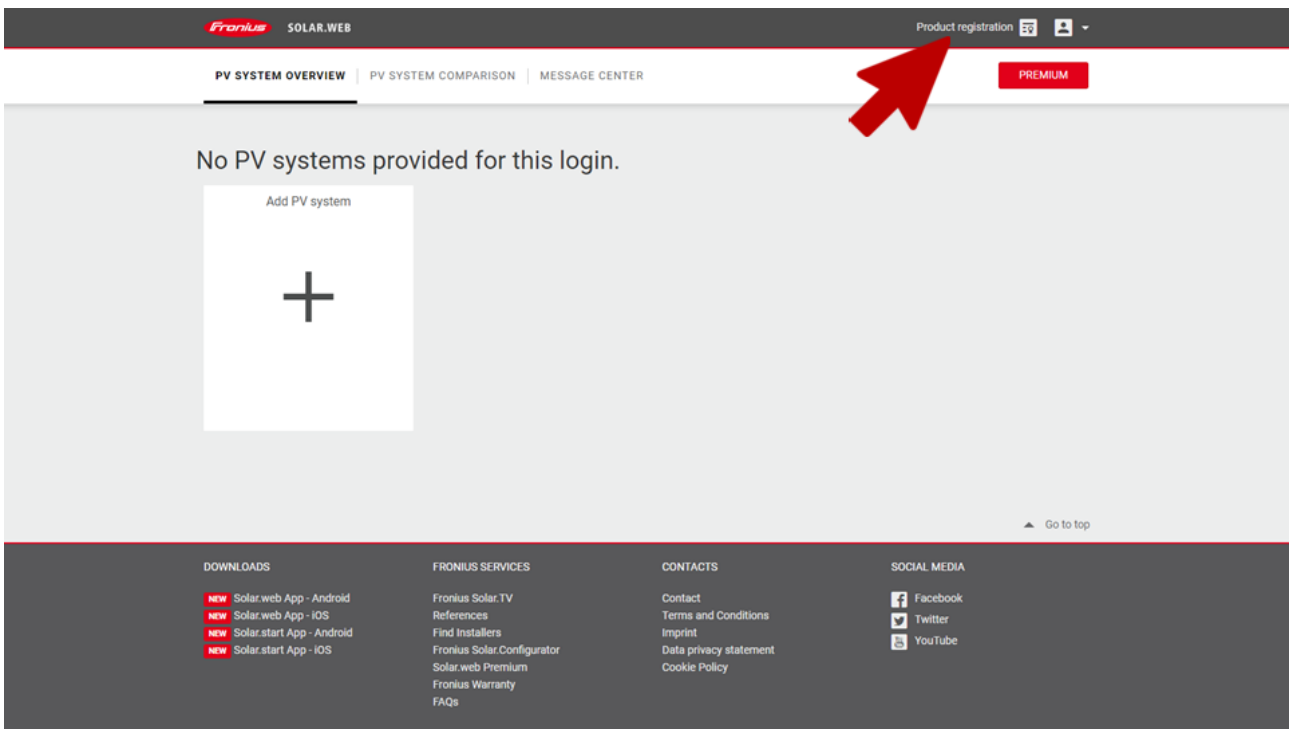 Fronius SOLAR.WEB Product registration
PV SYSTEM OVERVIEW PV SYSTEM COMPARISON MESSAGE CENTER PREMIUM
No PV systems provided for this login.
Add PV system
Go to top
DOWNLOADS
NEW Solar.web App - Android
NEW Solar.web App - iOS
NEW Solar.start App - Android
NEW Solar.start App - iOS
FRONIUS SERVICES
Fronius Solar.TV
References
Find Installers
Fronius Solar.Configurator
Solar.web Premium
Fronius Warranty
FAQs
CONTACTS
Contact
Terms and Conditions
Imprint
Data privacy statement
Cookie Policy
SOCIAL MEDIA
Facebook
Twitter
YouTube